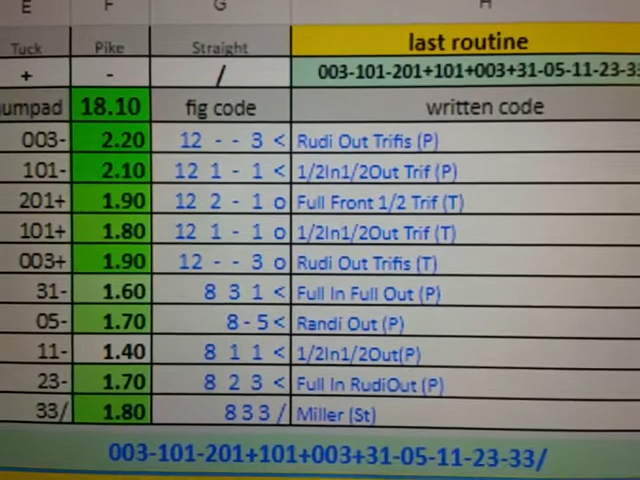 E F G H
Tuck Pike Straight last routine
+ - / 003-101-201+101+003+31-05-11-23-33
numpad 18.10 fig code written code
003- 2.20 12 - - 3 < Rudi Out Trifis (P)
101- 2.10 12 1 - 1 < 1/2In1/2Out Trif (P)
201+ 1.90 12 2 - 1 o Full Front 1/2 Trif (T)
101+ 1.80 12 1 - 1 o 1/2In1/2Out Trif (T)
003+ 1.90 12 - - 3 o Rudi Out Trifis (T)
31- 1.60 8 3 1 < Full In Full Out (P)
05- 1.70 8 - 5 < Randi Out (P)
11- 1.40 8 1 1 < 1/2In1/2Out(P)
23- 1.70 8 2 3 < Full In RudiOut (P)
33/ 1.80 8 3 3 / Miller (St)
003-101-201+101+003+31-05-11-23-33/